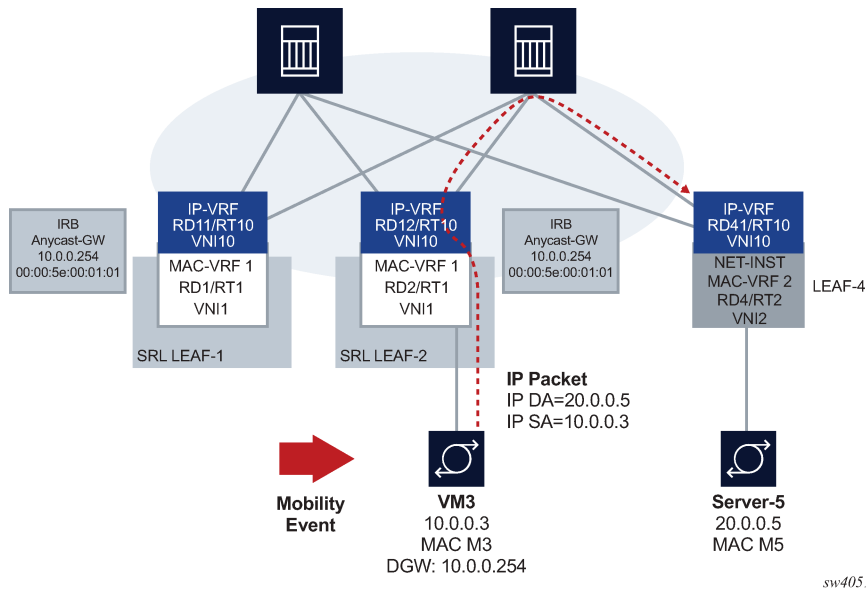 IP-VRF
RD11/RT10
VNI10
IP-VRF
RD12/RT10
VNI10
IP-VRF
RD41/RT10
VNI10
IRB
Anycast-GW
10.0.0.254
00:00:5e:00:01:01
IRB
Anycast-GW
10.0.0.254
00:00:5e:00:01:01
MAC-VRF 1
RD1/RT1
VNI1
MAC-VRF 1
RD2/RT1
VNI1
NET-INST
MAC-VRF 2
RD4/RT2
VNI2
LEAF-4
SRL LEAF-1
SRL LEAF-2
IP Packet
IP DA=20.0.0.5
IP SA=10.0.0.3
Mobility
Event
VM3
10.0.0.3
MAC M3
DGW: 10.0.0.254
Server-5
20.0.0.5
MAC M5
sw405